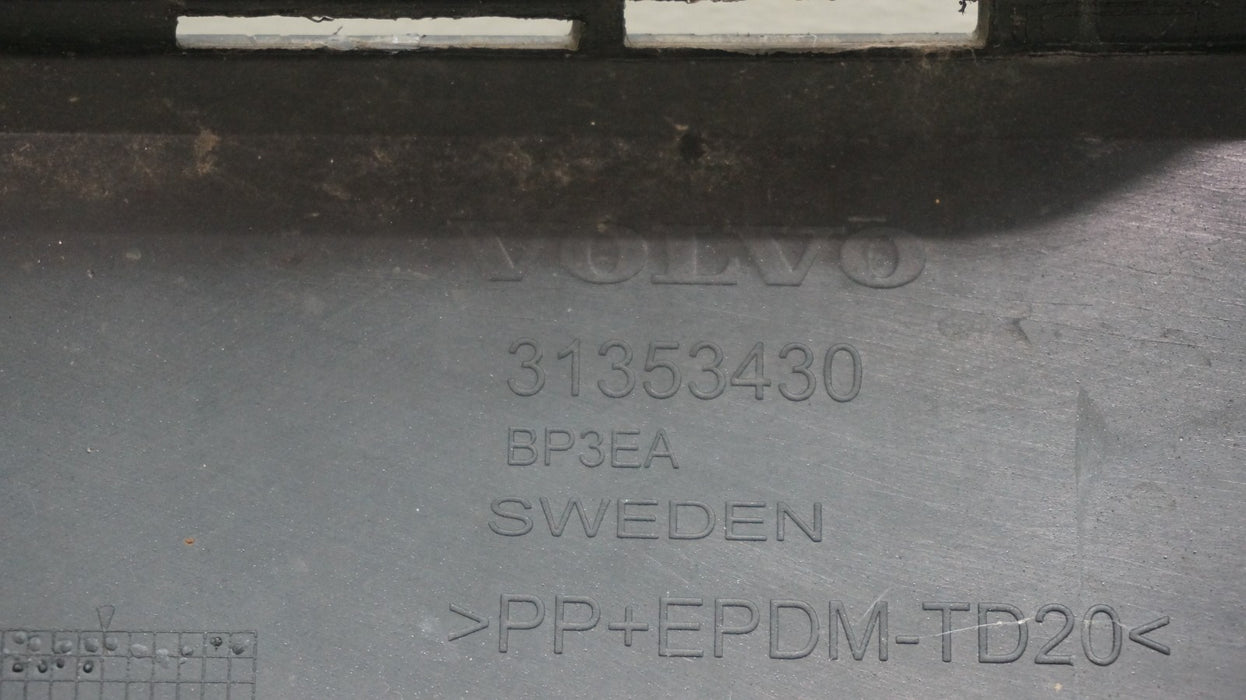 VOLVO
31353430
BP3EA
SWEDEN
>PP+EPDM-TD20<